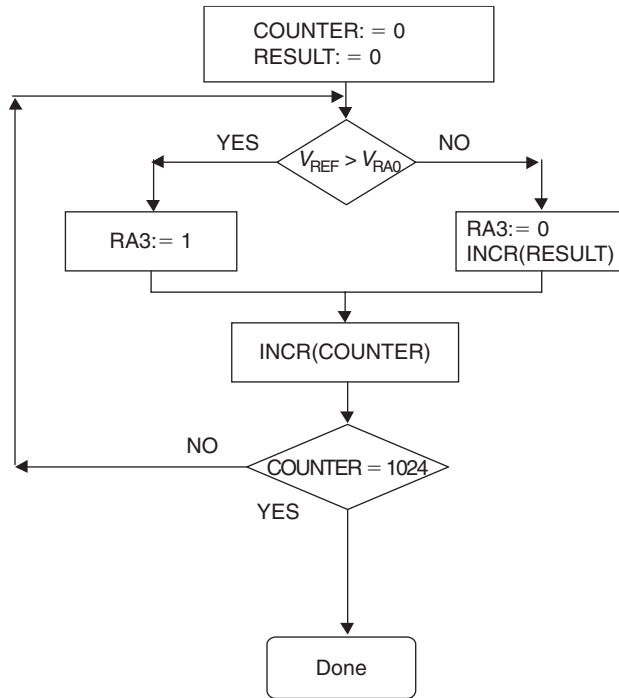 COUNTER: = 0
RESULT: = 0
YES
V_REF > V_RA0
NO
RA3:= 1
RA3:= 0
INCR(RESULT)
INCR(COUNTER)
NO
COUNTER = 1024
YES
Done